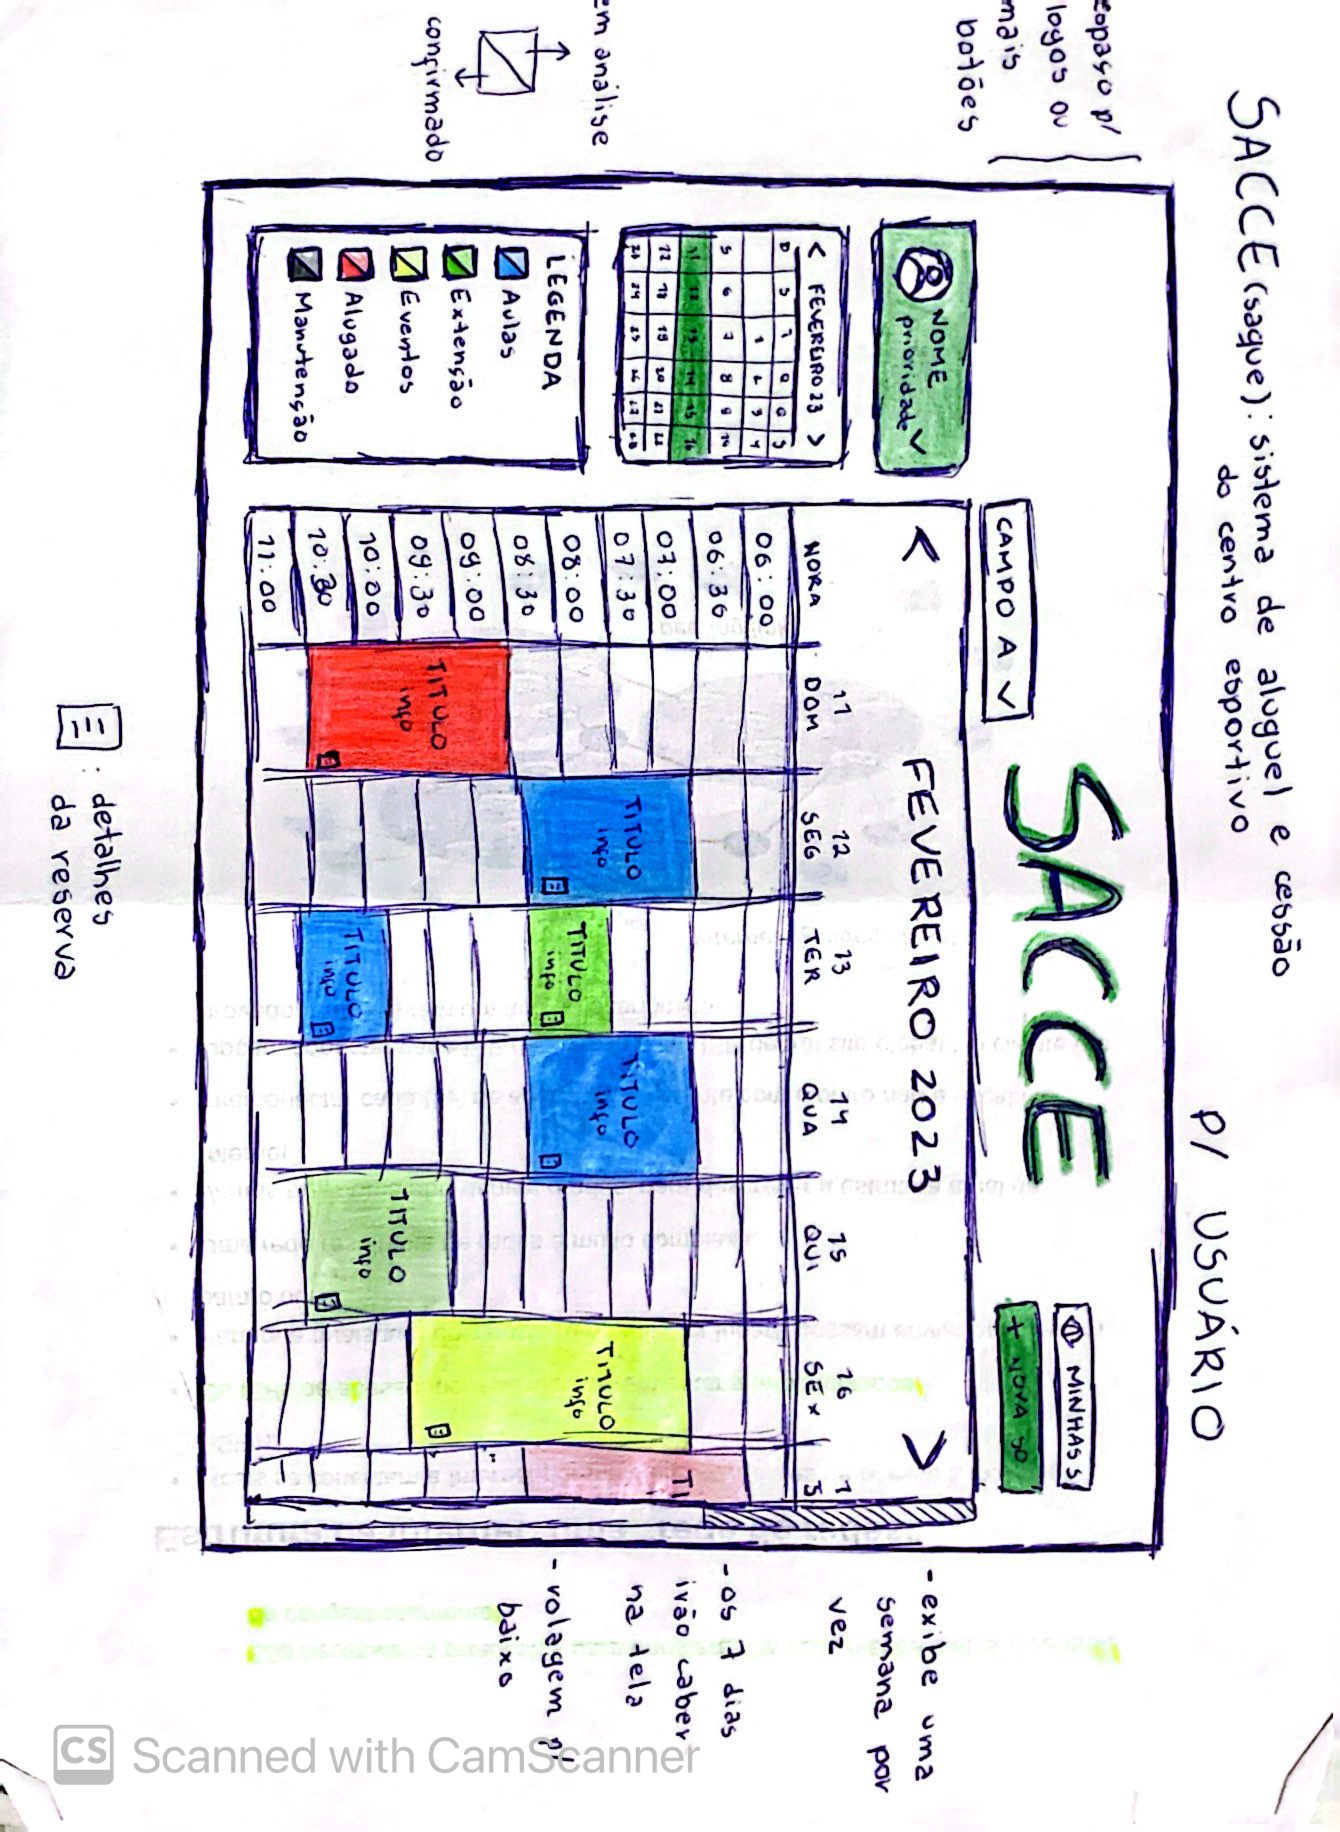 SACCE (saque): sistema de aluguel e cessão
do centro esportivo
P/ USUÁRIO
espaço p/
logos ou
mais
botões
SACCE
MINHAS S
+ NOVA SO
CAMPO A
NOME
prioridade
< FEVEREIRO 2023 >
< FEVEREIRO 23 >
D S T Q Q S
1 2 3 4
5 6 7 8 9 10
11 12 13 14 15 16
18 19 20 21 22
24 25 26 27 28
11 12 13 14 15 16 1
HORA DOM SEG TER QUA QUI SEX S
06:00
06:30
07:00
07:30
08:00
08:30
09:00
09:30
10:00
10:30
11:00
TITULO
info
TITULO
info
TITULO
info
TITULO
info
TI
TITULO
info
TITULO
info
TITULO
info
em análise
confirmado
LEGENDA
Aulas
Extenção
Eventos
Alugado
Manutenção
- exibe uma
semana por
vez
- os 7 dias
irão caber
na tela
- rolagem p/
baixo
: detalhes
da reserva
CS Scanned with CamScanner